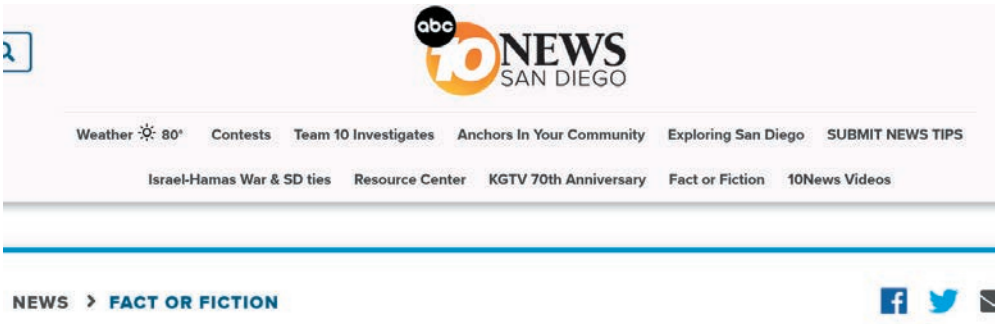 abc
10 NEWS
SAN DIEGO
Weather 80° Contests Team 10 Investigates Anchors In Your Community Exploring San Diego SUBMIT NEWS TIPS
Israel-Hamas War & SD ties Resource Center KGTV 70th Anniversary Fact or Fiction 10News Videos
NEWS > FACT OR FICTION